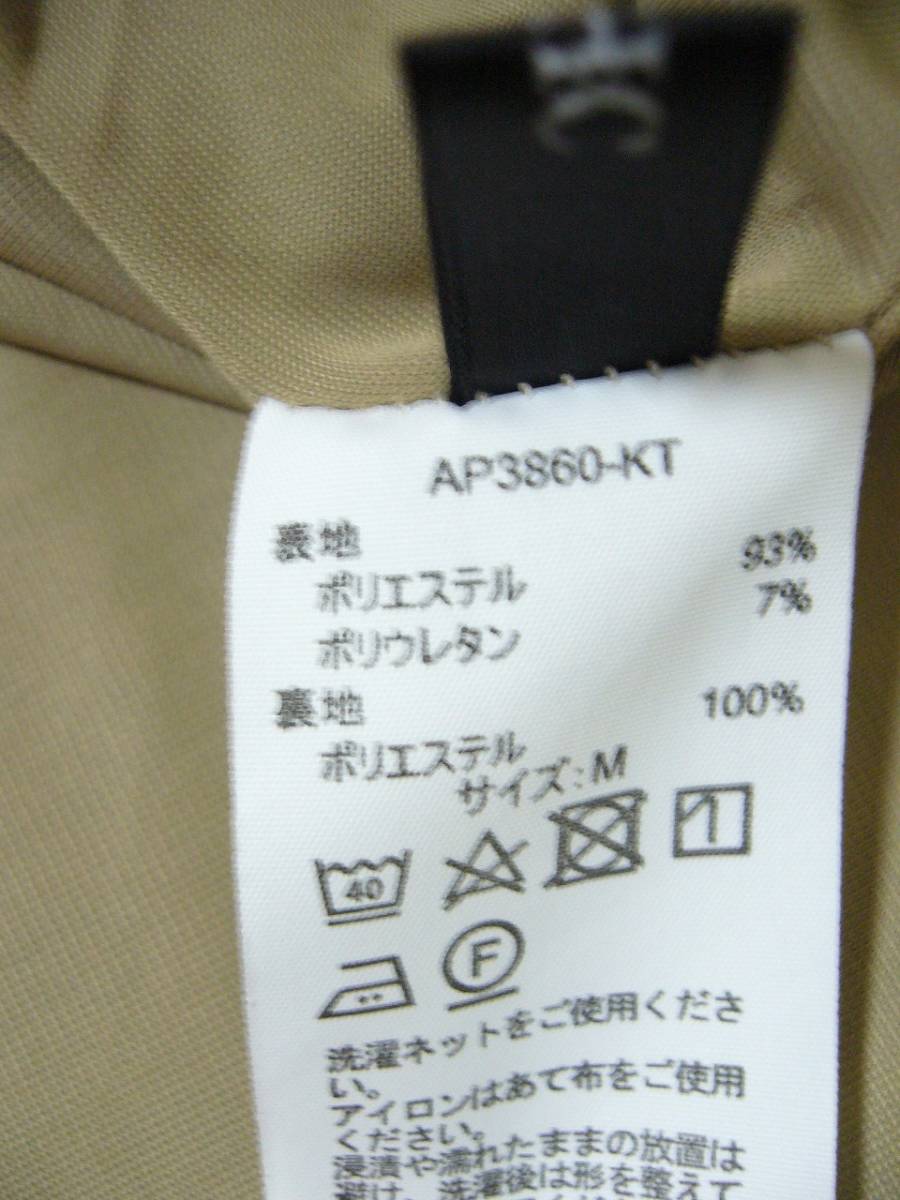 AP3860-KT
表地
93%
ポリエステル
7%
ポリウレタン
裏地
100%
ポリエステル
サイズ:M
40
F
洗濯ネットをご使用くださ
い。
アイロンはあて布をご使用
ください。
浸漬や濡れたままの放置は
避け、洗濯後は形を整えて